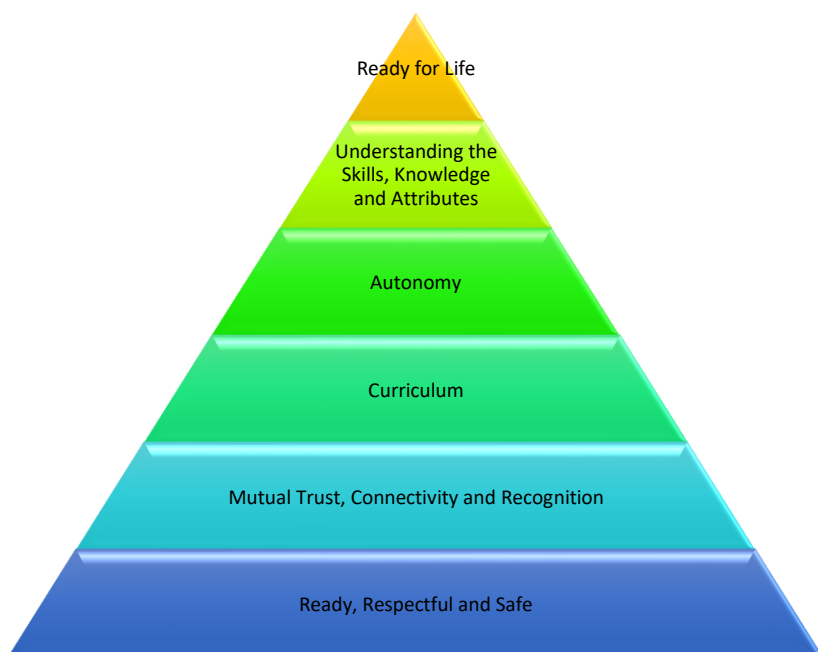 Ready for Life
Understanding the
Skills, Knowledge
and Attributes
Autonomy
Curriculum
Mutual Trust, Connectivity and Recognition
Ready, Respectful and Safe